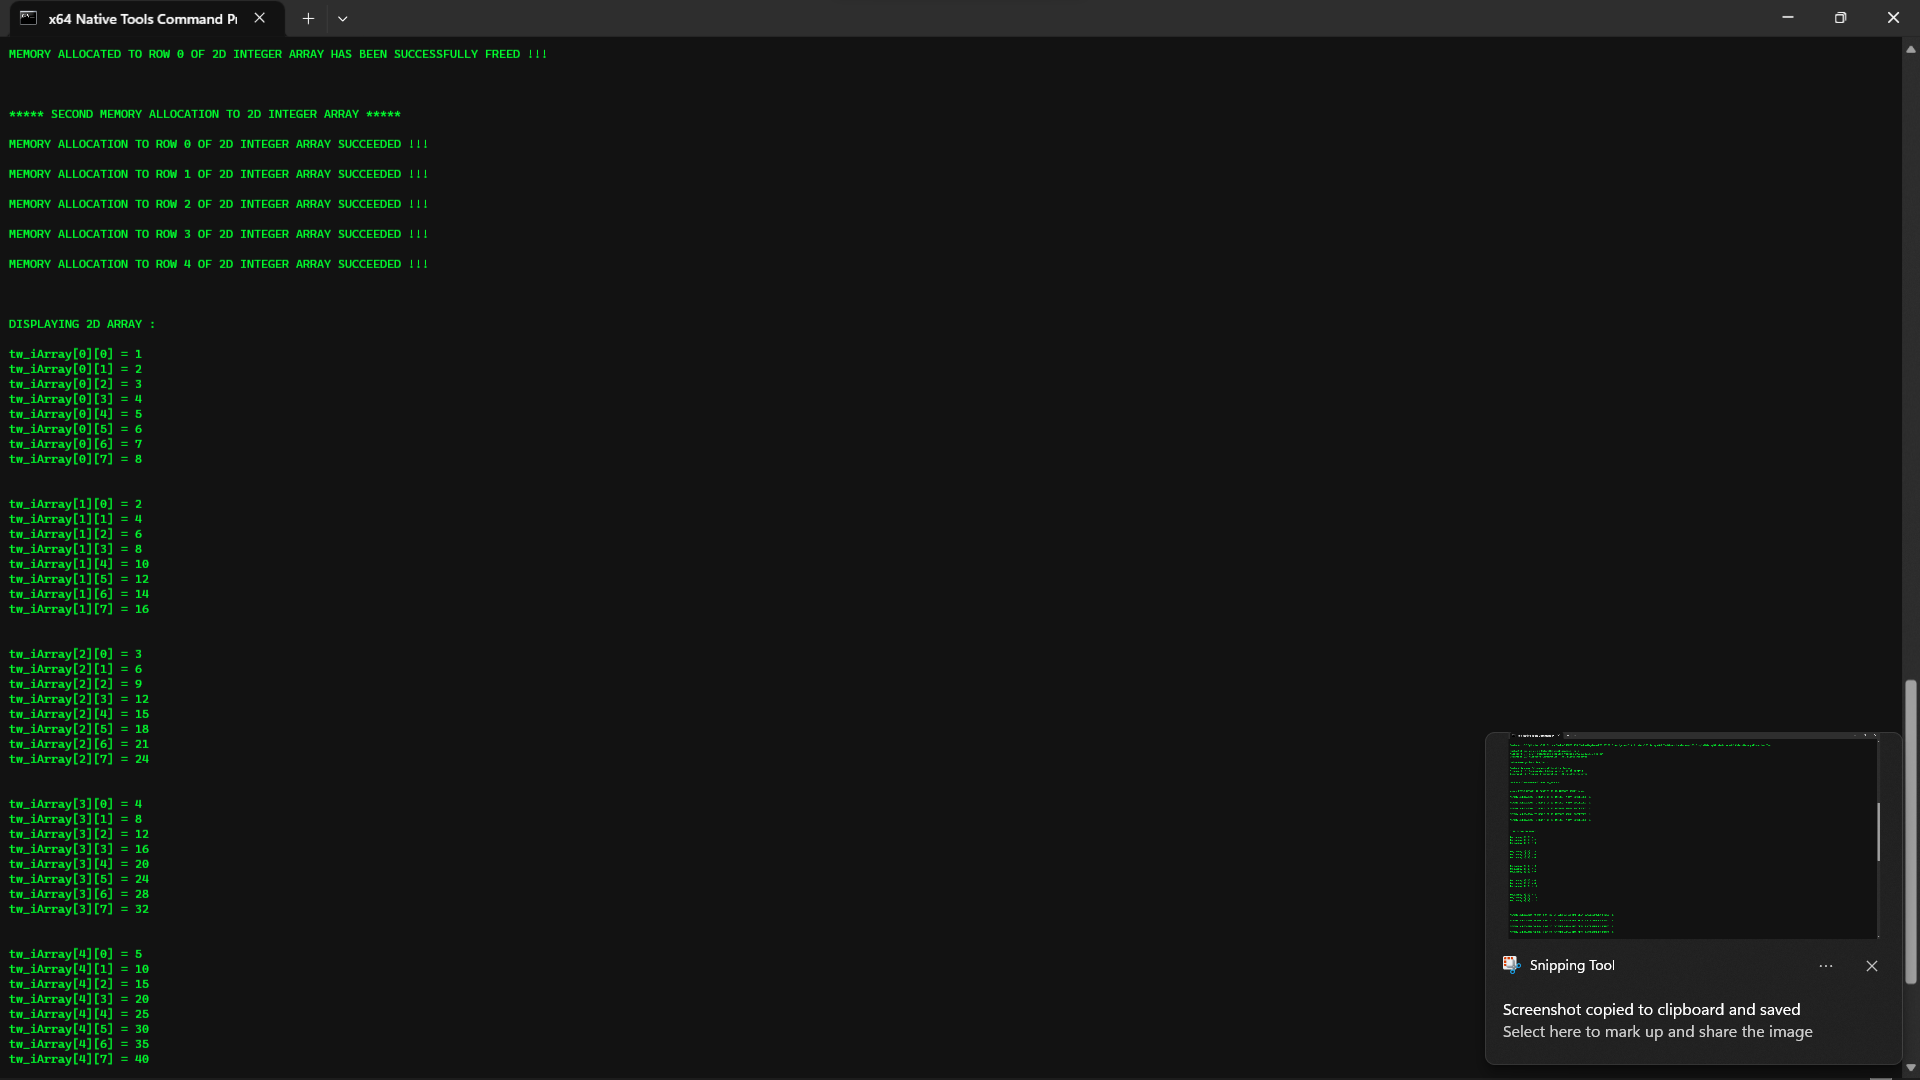 x64 Native Tools Command P
MEMORY ALLOCATED TO ROW 0 OF 2D INTEGER ARRAY HAS BEEN SUCCESSFULLY FREED !!!
***** SECOND MEMORY ALLOCATION TO 2D INTEGER ARRAY *****
MEMORY ALLOCATION TO ROW 0 OF 2D INTEGER ARRAY SUCCEEDED !!!
MEMORY ALLOCATION TO ROW 1 OF 2D INTEGER ARRAY SUCCEEDED !!!
MEMORY ALLOCATION TO ROW 2 OF 2D INTEGER ARRAY SUCCEEDED !!!
MEMORY ALLOCATION TO ROW 3 OF 2D INTEGER ARRAY SUCCEEDED !!!
MEMORY ALLOCATION TO ROW 4 OF 2D INTEGER ARRAY SUCCEEDED !!!
DISPLAYING 2D ARRAY :
tw_iArray[0][0] = 1
tw_iArray[0][1] = 2
tw_iArray[0][2] = 3
tw_iArray[0][3] = 4
tw_iArray[0][4] = 5
tw_iArray[0][5] = 6
tw_iArray[0][6] = 7
tw_iArray[0][7] = 8
tw_iArray[1][0] = 2
tw_iArray[1][1] = 4
tw_iArray[1][2] = 6
tw_iArray[1][3] = 8
tw_iArray[1][4] = 10
tw_iArray[1][5] = 12
tw_iArray[1][6] = 14
tw_iArray[1][7] = 16
tw_iArray[2][0] = 3
tw_iArray[2][1] = 6
tw_iArray[2][2] = 9
tw_iArray[2][3] = 12
tw_iArray[2][4] = 15
tw_iArray[2][5] = 18
tw_iArray[2][6] = 21
tw_iArray[2][7] = 24
tw_iArray[3][0] = 4
tw_iArray[3][1] = 8
tw_iArray[3][2] = 12
tw_iArray[3][3] = 16
tw_iArray[3][4] = 20
tw_iArray[3][5] = 24
tw_iArray[3][6] = 28
tw_iArray[3][7] = 32
tw_iArray[4][0] = 5
tw_iArray[4][1] = 10
tw_iArray[4][2] = 15
tw_iArray[4][3] = 20
tw_iArray[4][4] = 25
tw_iArray[4][5] = 30
tw_iArray[4][6] = 35
tw_iArray[4][7] = 40
Snipping Tool
Screenshot copied to clipboard and saved
Select here to mark up and share the image